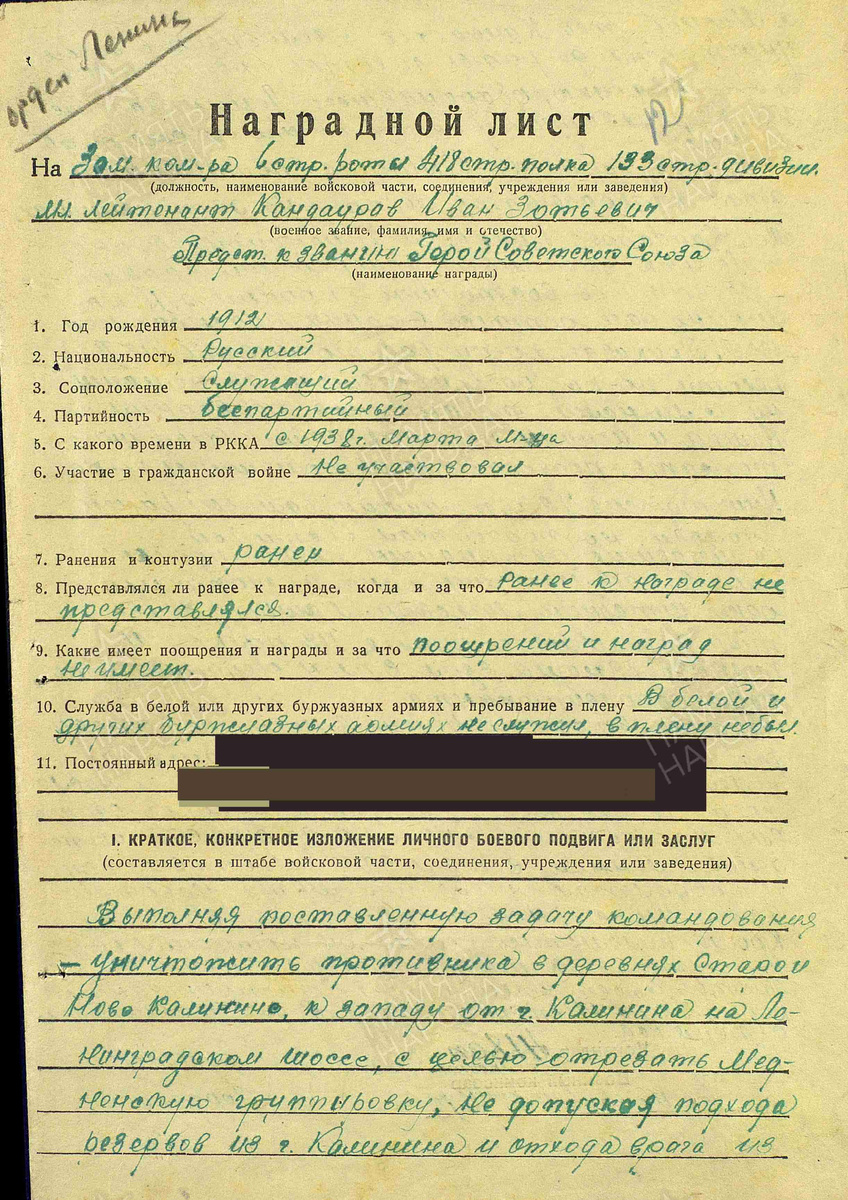 орден Ленина
Наградной лист
На Зам. ком-ра 6 стр. роты 418 стр. полка 133 стр. дивизии.
(должность, наименование войсковой части, соединения, учреждения или заведения)
мл. лейтенант Кандауров Иван Зотьевич
(военное звание, фамилия, имя и отчество)
Предст. к званию Герой Советского Союза
(наименование награды)
1. Год рождения 1912
2. Национальность Русский
3. Соцположение Служащий
4. Партийность беспартийный
5. С какого времени в РККА с 1938 г. Марта М-ца
6. Участие в гражданской войне Не участвовал
7. Ранения и контузии ранен
8. Представлялся ли ранее к награде, когда и за что Ранее к награде не
представлялся.
9. Какие имеет поощрения и награды и за что поощрений и наград
не имеет.
10. Служба в белой или других буржуазных армиях и пребывание в плену В белой и
других буржуазных армиях не служил, в плену не был.
11. Постоянный адрес:
I. КРАТКОЕ, КОНКРЕТНОЕ ИЗЛОЖЕНИЕ ЛИЧНОГО БОЕВОГО ПОДВИГА ИЛИ ЗАСЛУГ
(составляется в штабе войсковой части, соединения, учреждения или заведения)
Выполняя поставленную задачу командования
– уничтожить противника в деревнях Старой
Ново Калинино, к западу от г. Калинина на Ле-
нинградском шоссе, с целью отрезать Мед-
ненскую группировку, не допуская подхода
резервов из г. Калинина и отхода врага из